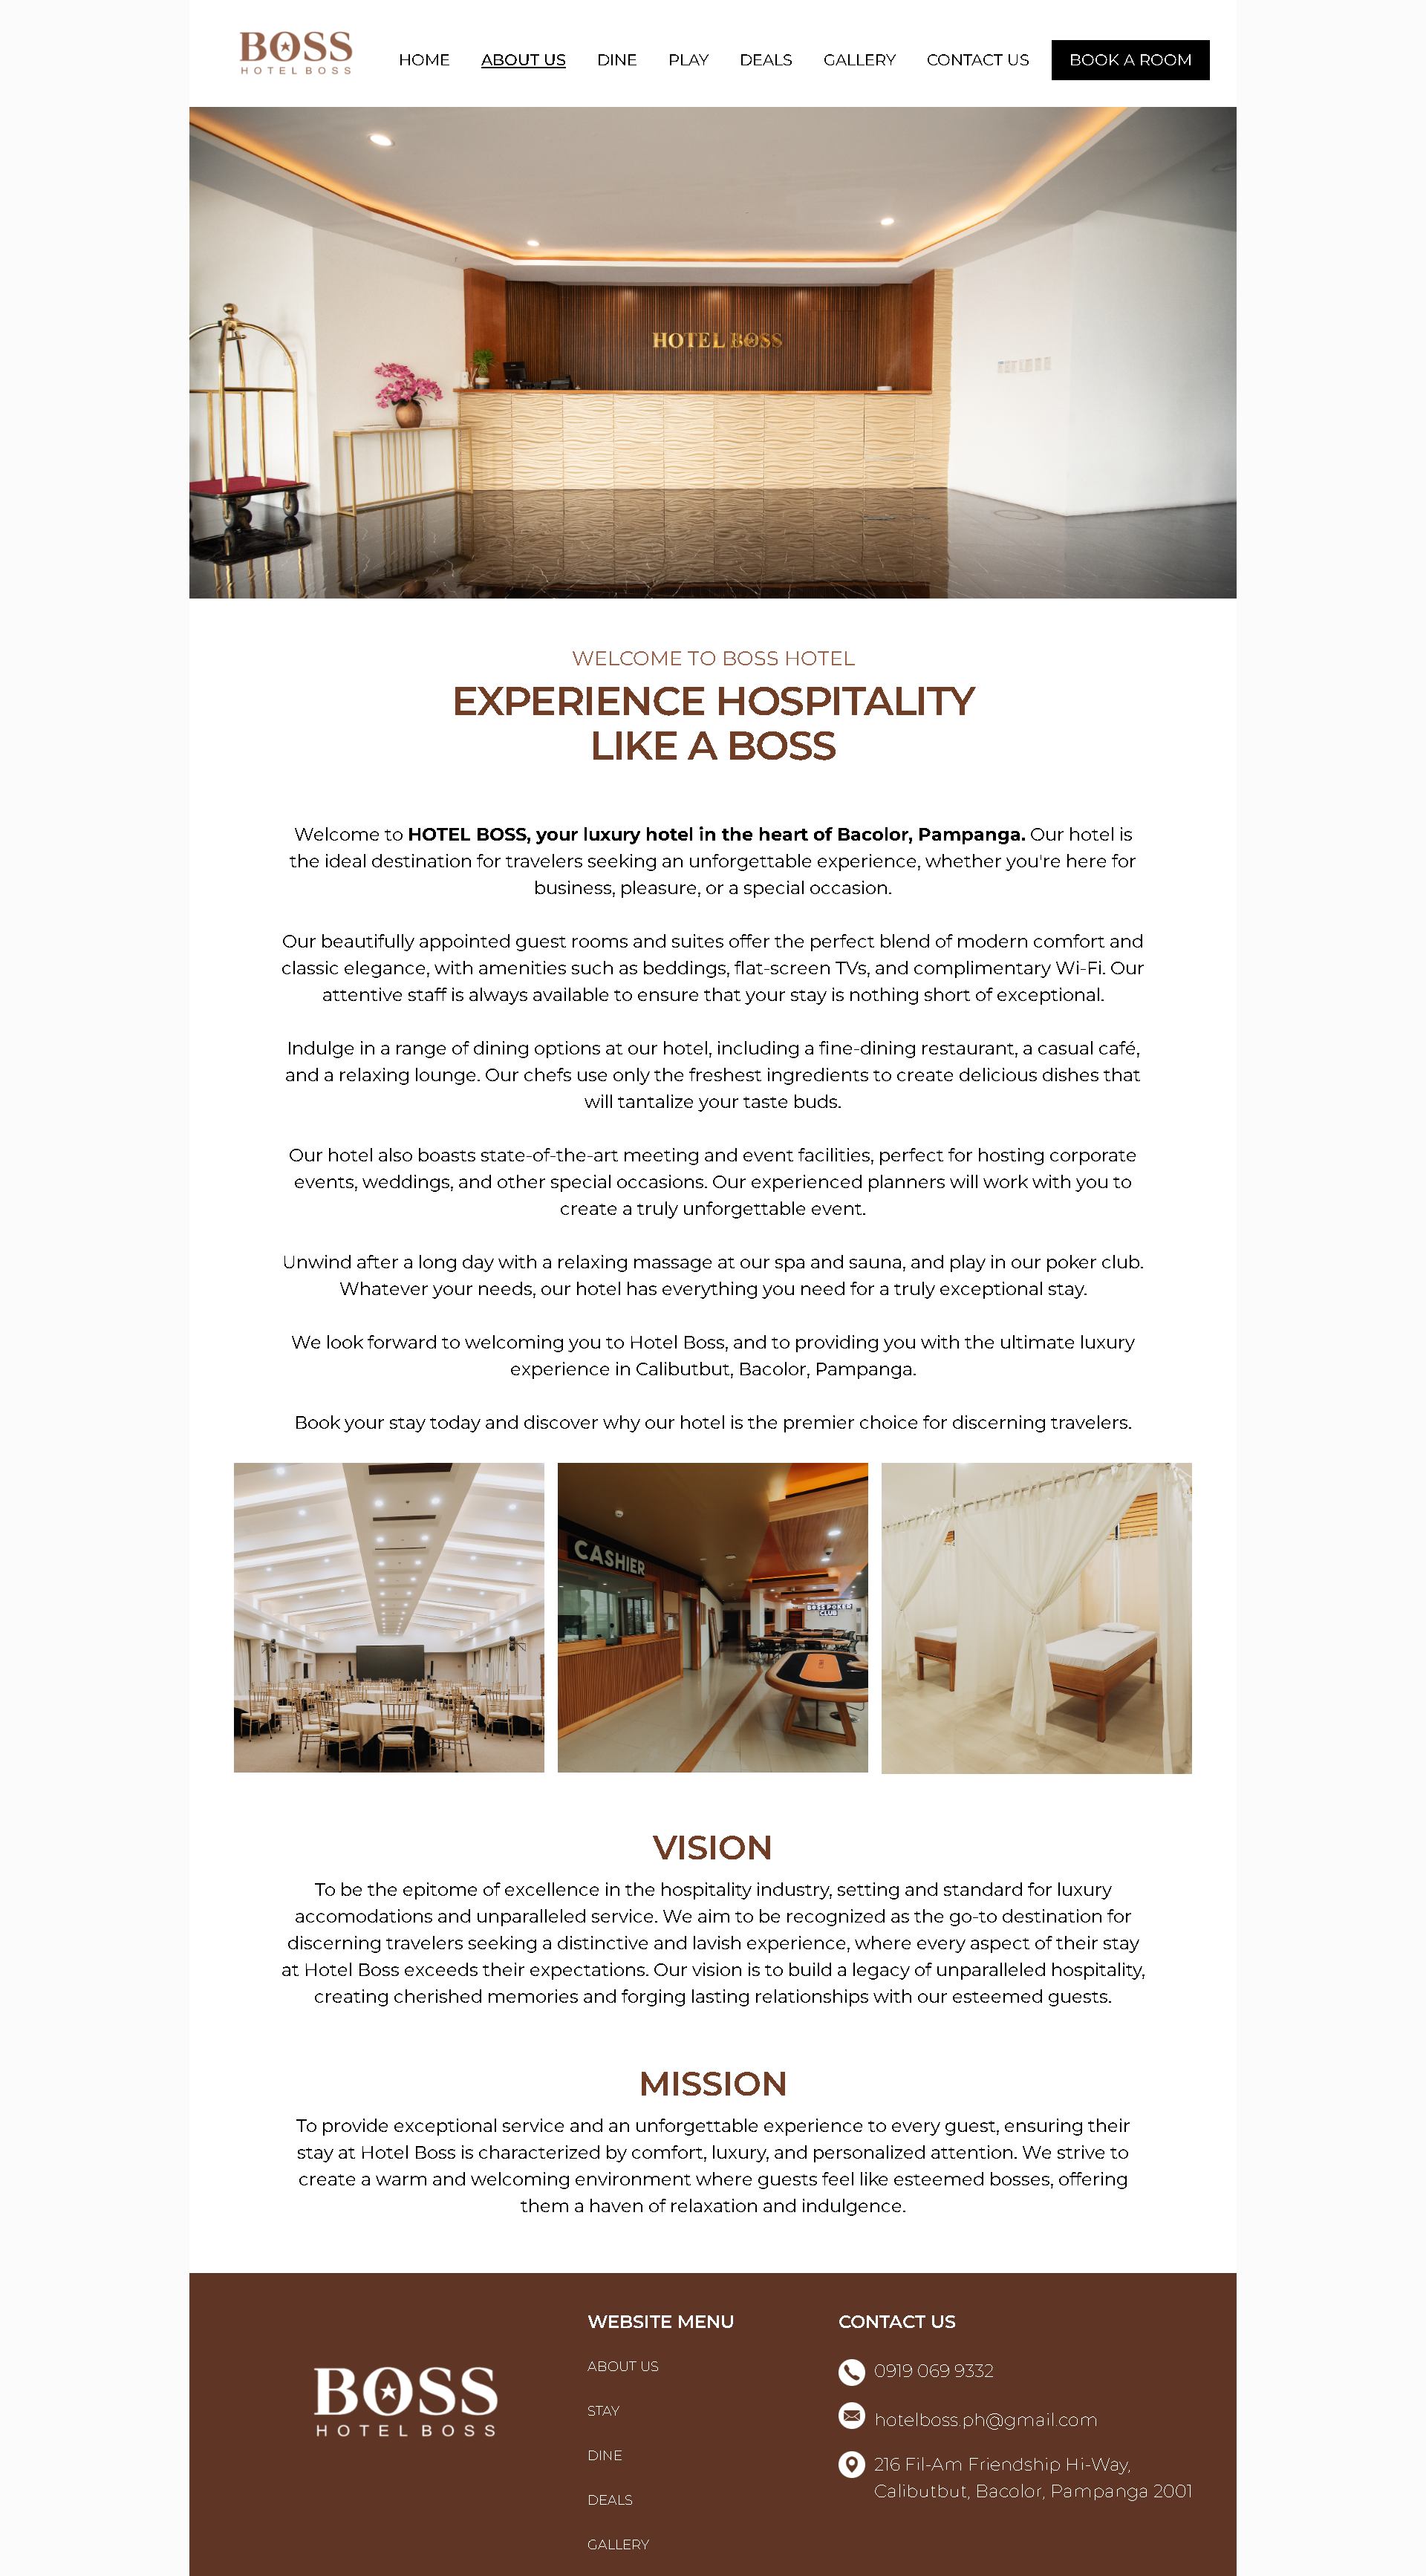 BOSS
HOTEL BOSS
HOME
ABOUT US
DINE
PLAY
DEALS
GALLERY
CONTACT US
BOOK A ROOM
HOTEL BOSS
WELCOME TO BOSS HOTEL
EXPERIENCE HOSPITALITY
LIKE A BOSS
Welcome to HOTEL BOSS, your luxury hotel in the heart of Bacolor, Pampanga. Our hotel is
the ideal destination for travelers seeking an unforgettable experience, whether you're here for
business, pleasure, or a special occasion.
Our beautifully appointed guest rooms and suites offer the perfect blend of modern comfort and
classic elegance, with amenities such as beddings, flat-screen TVs, and complimentary Wi-Fi. Our
attentive staff is always available to ensure that your stay is nothing short of exceptional.
Indulge in a range of dining options at our hotel, including a fine-dining restaurant, a casual café,
and a relaxing lounge. Our chefs use only the freshest ingredients to create delicious dishes that
will tantalize your taste buds.
Our hotel also boasts state-of-the-art meeting and event facilities, perfect for hosting corporate
events, weddings, and other special occasions. Our experienced planners will work with you to
create a truly unforgettable event.
Unwind after a long day with a relaxing massage at our spa and sauna, and play in our poker club.
Whatever your needs, our hotel has everything you need for a truly exceptional stay.
We look forward to welcoming you to Hotel Boss, and to providing you with the ultimate luxury
experience in Calibutbut, Bacolor, Pampanga.
Book your stay today and discover why our hotel is the premier choice for discerning travelers.
CASHIER
BOSS POKER
CLUB
VISION
To be the epitome of excellence in the hospitality industry, setting and standard for luxury
accomodations and unparalleled service. We aim to be recognized as the go-to destination for
discerning travelers seeking a distinctive and lavish experience, where every aspect of their stay
at Hotel Boss exceeds their expectations. Our vision is to build a legacy of unparalleled hospitality,
creating cherished memories and forging lasting relationships with our esteemed guests.
MISSION
To provide exceptional service and an unforgettable experience to every guest, ensuring their
stay at Hotel Boss is characterized by comfort, luxury, and personalized attention. We strive to
create a warm and welcoming environment where guests feel like esteemed bosses, offering
them a haven of relaxation and indulgence.
BOSS
HOTEL BOSS
WEBSITE MENU
ABOUT US
STAY
DINE
DEALS
GALLERY
CONTACT US
0919 069 9332
hotelboss.ph@gmail.com
216 Fil-Am Friendship Hi-Way,
Calibutbut, Bacolor, Pampanga 2001